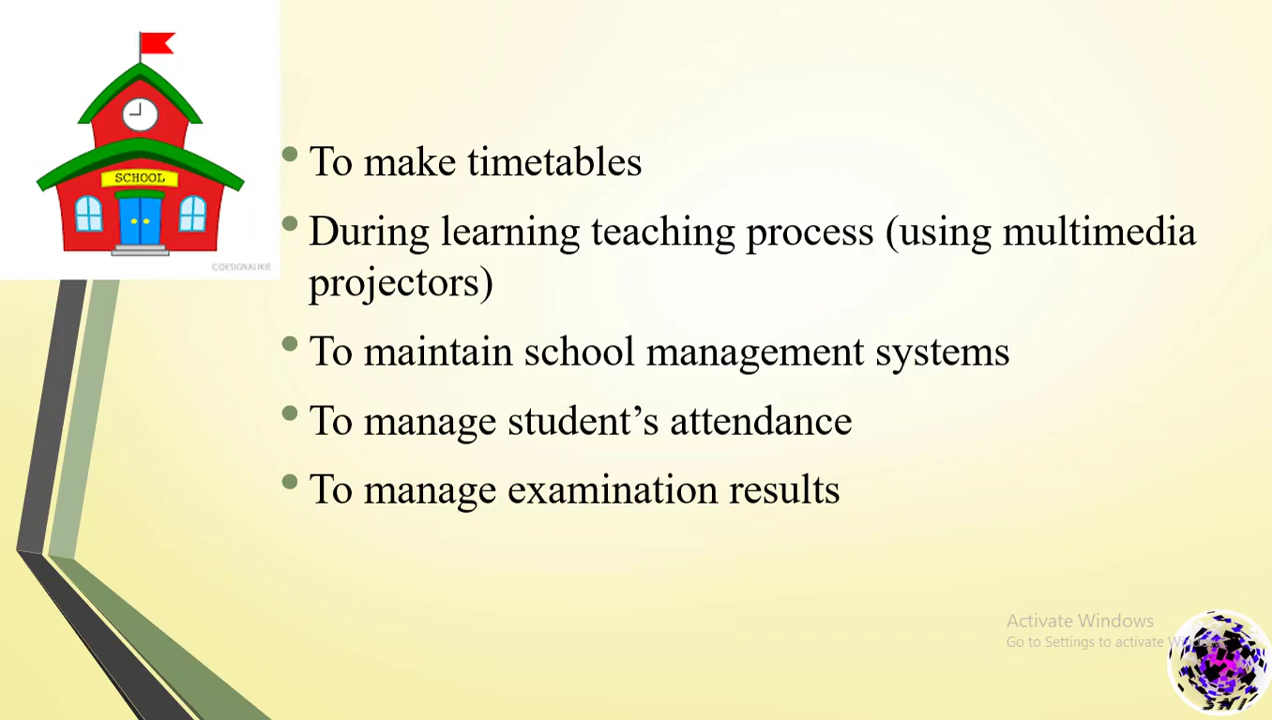 SCHOOL
©DESIGNALIKIE
• To make timetables
• During learning teaching process (using multimedia
projectors)
• To maintain school management systems
• To manage student’s attendance
• To manage examination results
Activate Windows
Go to Settings to activate